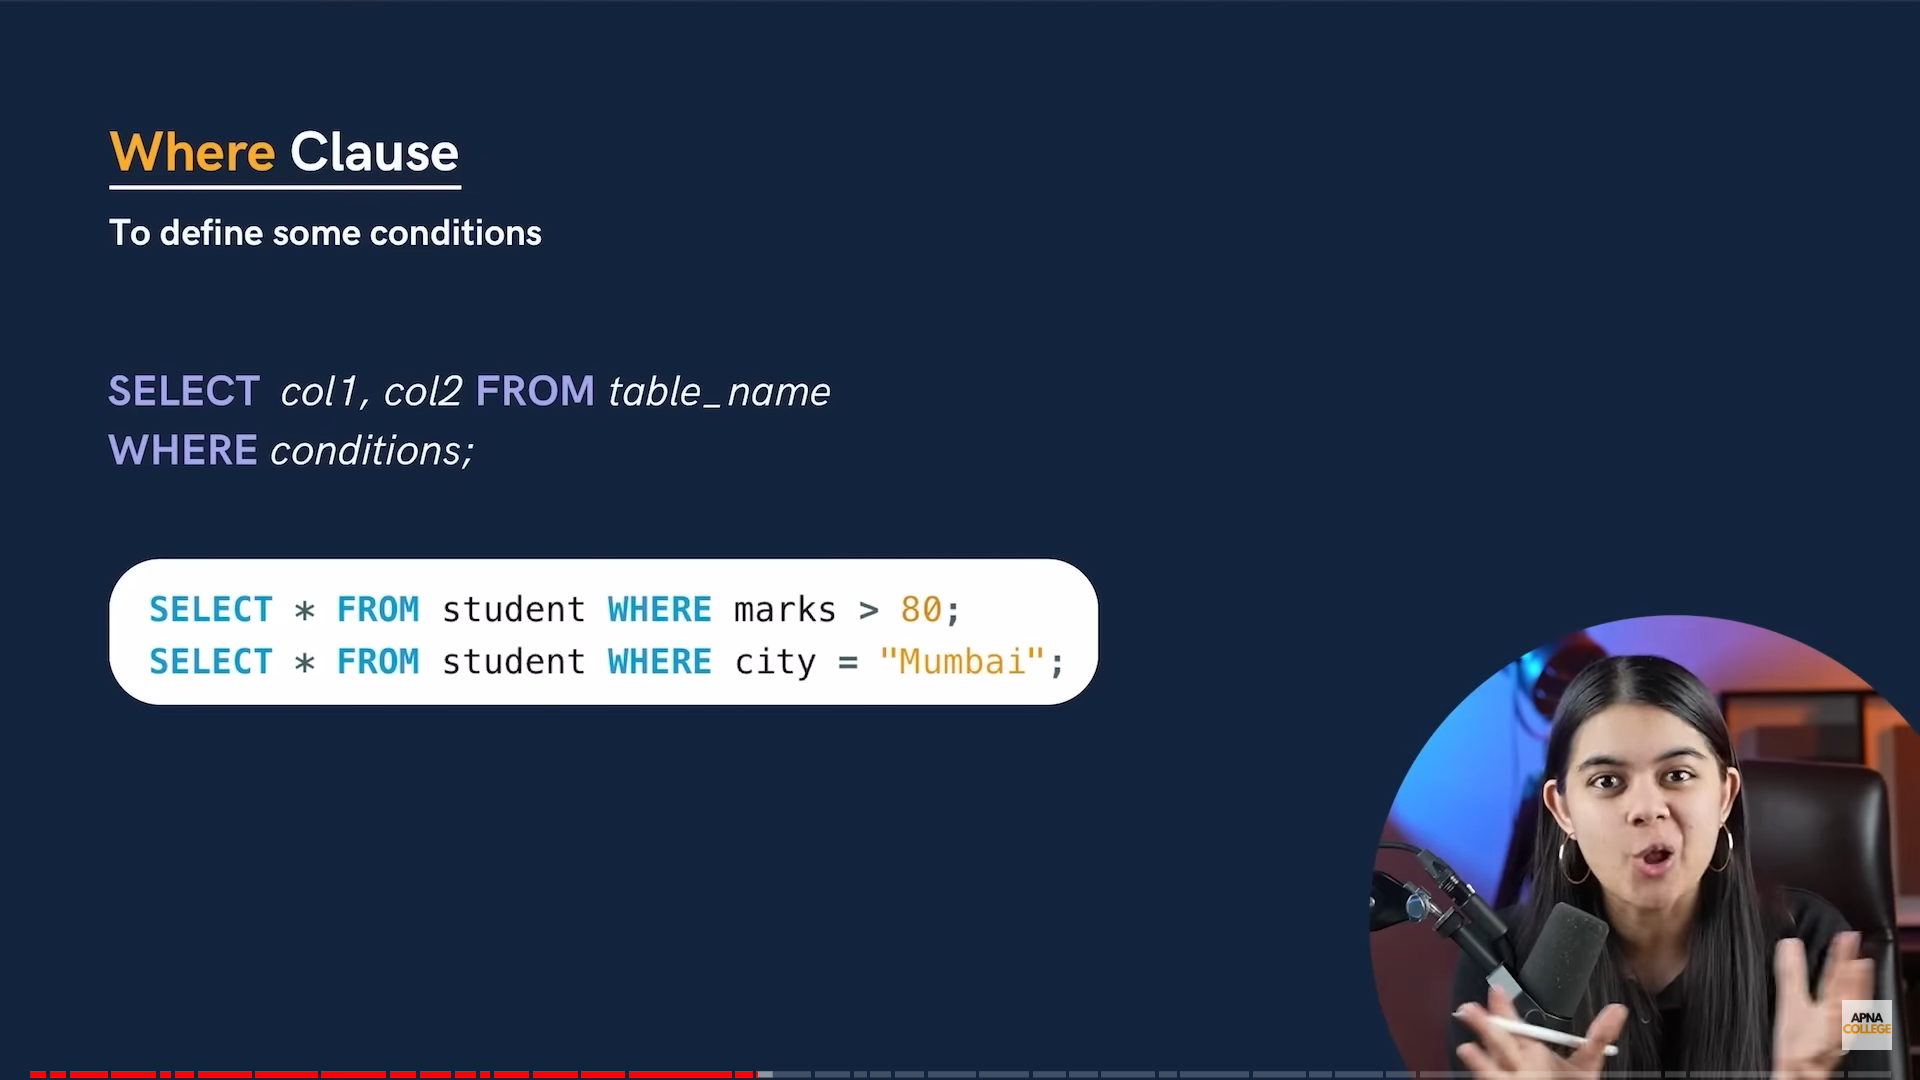 Where Clause
To define some conditions
SELECT col1, col2 FROM table_name
WHERE conditions;
SELECT * FROM student WHERE marks > 80;
SELECT * FROM student WHERE city = "Mumbai";
APNA
COLLEGE